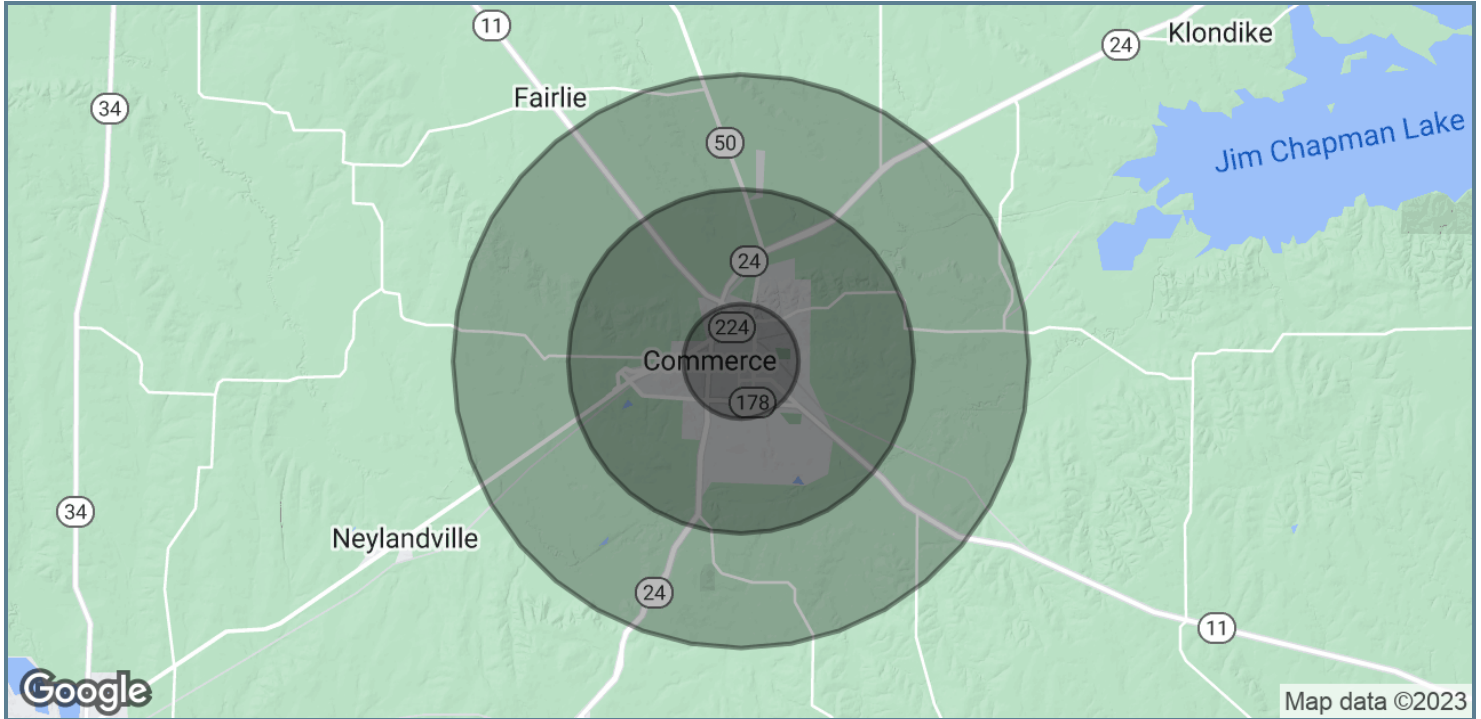 11
Klondike
24
Fairlie
34
50
Jim Chapman Lake
24
224
Commerce
178
34
Neylandville
24
11
Google
Map data ©2023